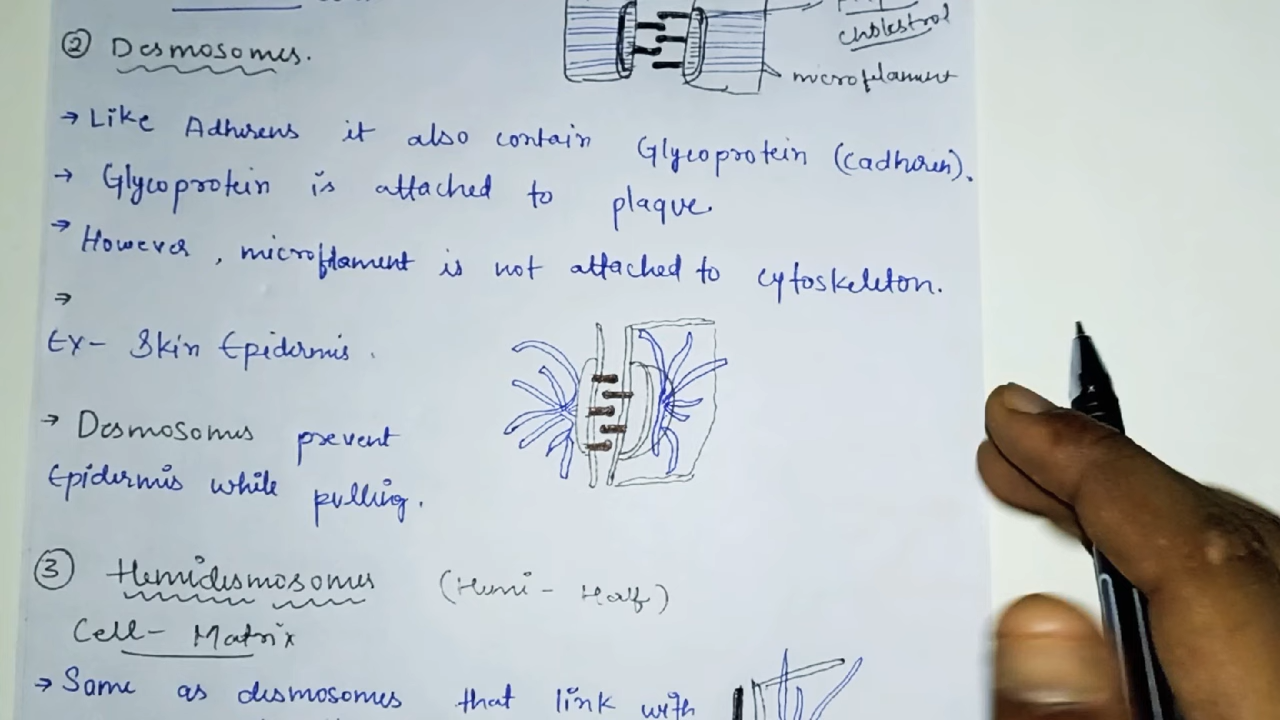 cholestrol
② Desmosomes.
microfilament
→ Like Adherens it also contain Glycoprotein (cadherin).
→ Glycoprotein is attached to plaque.
→ However, microfilament is not attached to cytoskeleton.
→
Ex- Skin Epidermis.
→ Desmosomes prevent
Epidermis while pulling.
③ Hemidesmosomes (Hemi - Half)
Cell- Matrix
→ Same as desmosomes that link with